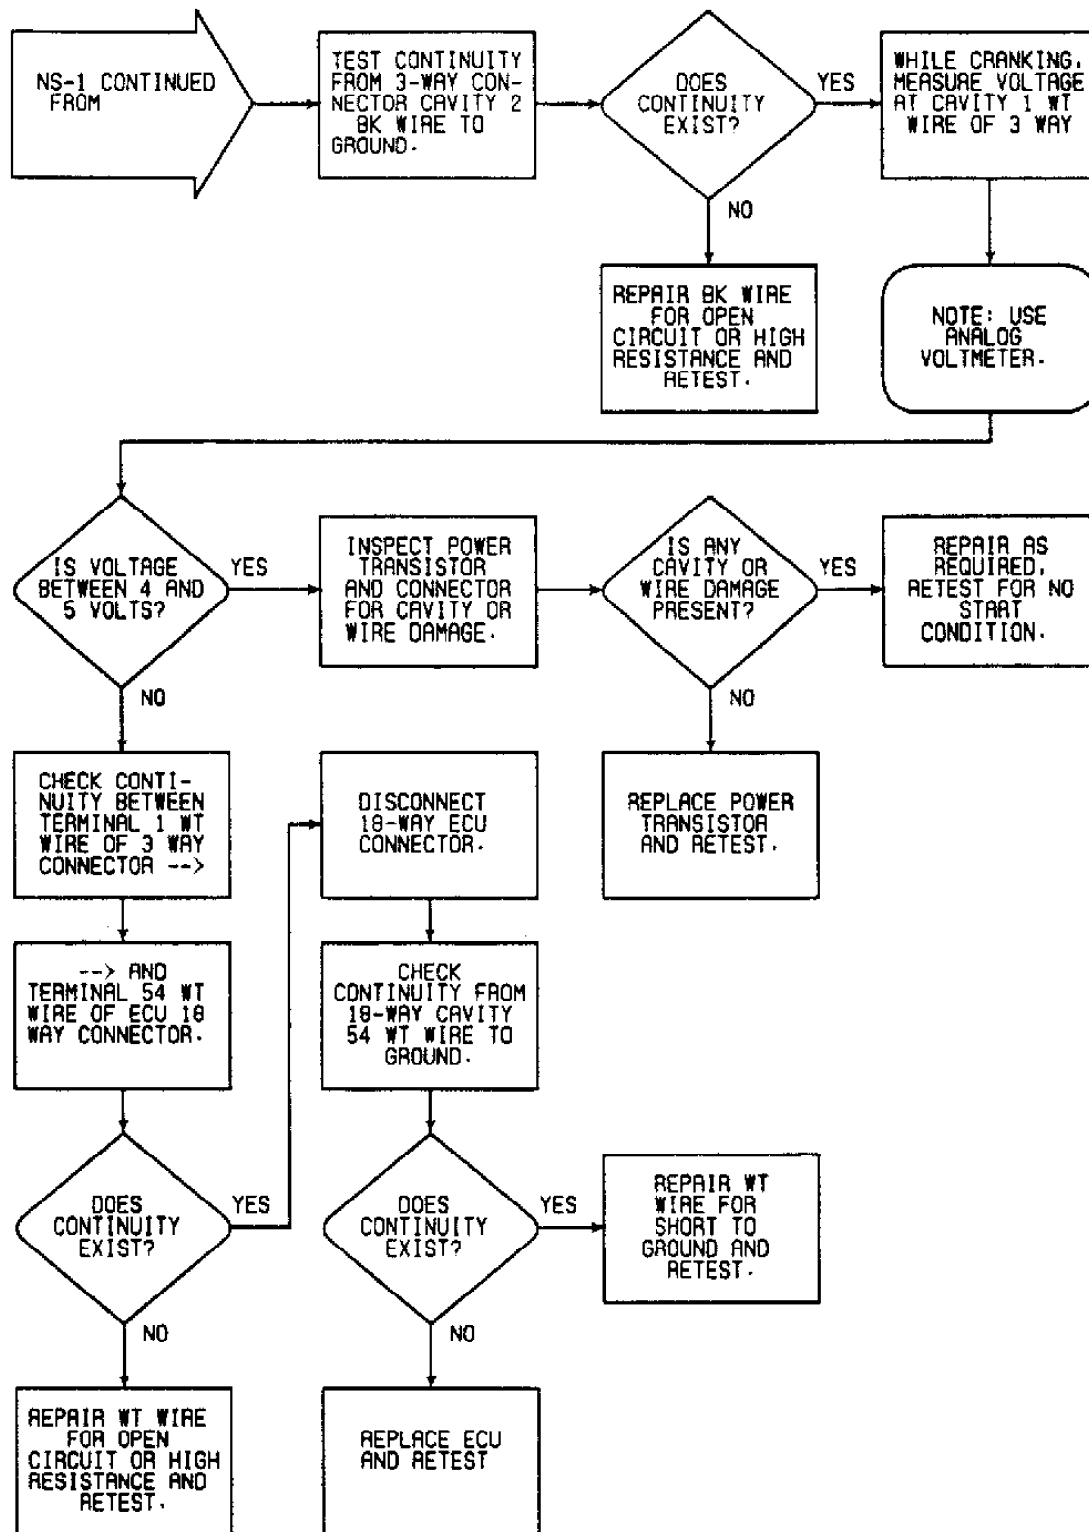 NS-1 CONTINUED
FROM
TEST CONTINUITY
FROM 3-WAY CON-
NECTOR CAVITY 2
BK WIRE TO
GROUND.
DOES
CONTINUITY
EXIST?
YES
WHILE CRANKING,
MEASURE VOLTAGE
AT CAVITY 1 WT
WIRE OF 3 WAY
NO
REPAIR BK WIRE
FOR OPEN
CIRCUIT OR HIGH
RESISTANCE AND
RETEST.
NOTE: USE
ANALOG
VOLTMETER.
IS VOLTAGE
BETWEEN 4 AND
5 VOLTS?
YES
INSPECT POWER
TRANSISTOR
AND CONNECTOR
FOR CAVITY OR
WIRE DAMAGE.
IS ANY
CAVITY OR
WIRE DAMAGE
PRESENT?
YES
REPAIR AS
REQUIRED,
RETEST FOR NO
START
CONDITION.
NO
NO
CHECK CONTI-
NUITY BETWEEN
TERMINAL 1 WT
WIRE OF 3 WAY
CONNECTOR -->
DISCONNECT
18-WAY ECU
CONNECTOR.
REPLACE POWER
TRANSISTOR
AND RETEST.
--> AND
TERMINAL 54 WT
WIRE OF ECU 18
WAY CONNECTOR.
CHECK
CONTINUITY FROM
18-WAY CAVITY
54 WT WIRE TO
GROUND.
DOES
CONTINUITY
EXIST?
YES
DOES
CONTINUITY
EXIST?
YES
REPAIR WT
WIRE FOR
SHORT TO
GROUND AND
RETEST.
NO
NO
REPAIR WT WIRE
FOR OPEN
CIRCUIT OR HIGH
RESISTANCE AND
RETEST.
REPLACE ECU
AND RETEST